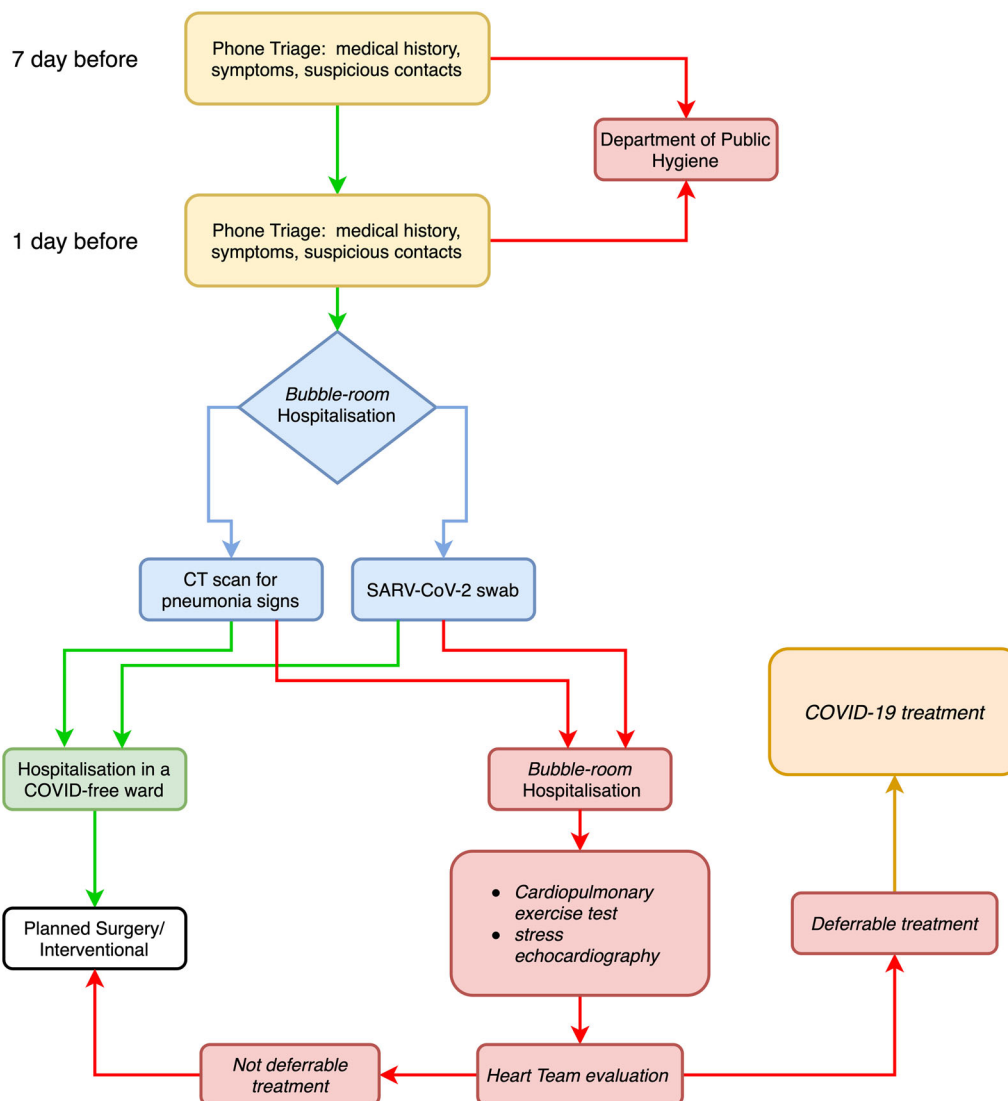 7 day before
Phone Triage: medical history,
symptoms, suspicious contacts
Department of Public
Hygiene
1 day before
Phone Triage: medical history,
symptoms, suspicious contacts
Bubble-room
Hospitalisation
CT scan for
pneumonia signs
SARV-CoV-2 swab
COVID-19 treatment
Hospitalisation in a
COVID-free ward
Bubble-room
Hospitalisation
• Cardiopulmonary
exercise test
• stress
echocardiography
Planned Surgery/
Interventional
Deferrable treatment
Not deferrable
treatment
Heart Team evaluation